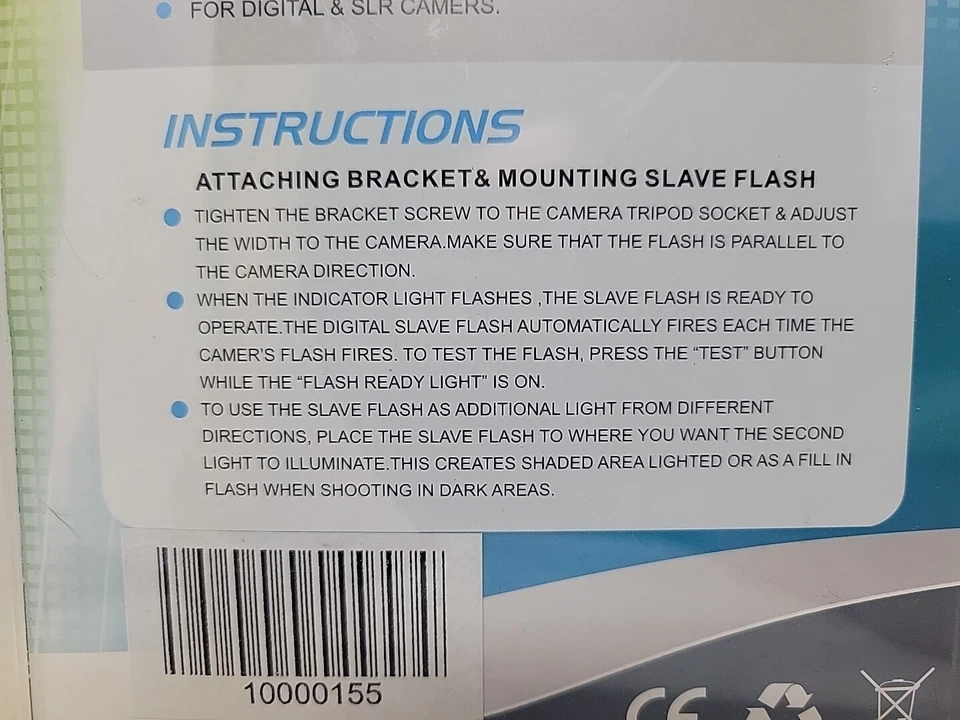 FOR DIGITAL & SLR CAMERS.
INSTRUCTIONS
ATTACHING BRACKET& MOUNTING SLAVE FLASH
TIGHTEN THE BRACKET SCREW TO THE CAMERA TRIPOD SOCKET & ADJUST
THE WIDTH TO THE CAMERA.MAKE SURE THAT THE FLASH IS PARALLEL TO
THE CAMERA DIRECTION.
WHEN THE INDICATOR LIGHT FLASHES ,THE SLAVE FLASH IS READY TO
OPERATE.THE DIGITAL SLAVE FLASH AUTOMATICALLY FIRES EACH TIME THE
CAMER'S FLASH FIRES. TO TEST THE FLASH, PRESS THE “TEST” BUTTON
WHILE THE “FLASH READY LIGHT” IS ON.
TO USE THE SLAVE FLASH AS ADDITIONAL LIGHT FROM DIFFERENT
DIRECTIONS, PLACE THE SLAVE FLASH TO WHERE YOU WANT THE SECOND
LIGHT TO ILLUMINATE.THIS CREATES SHADED AREA LIGHTED OR AS A FILL IN
FLASH WHEN SHOOTING IN DARK AREAS.
10000155
CE